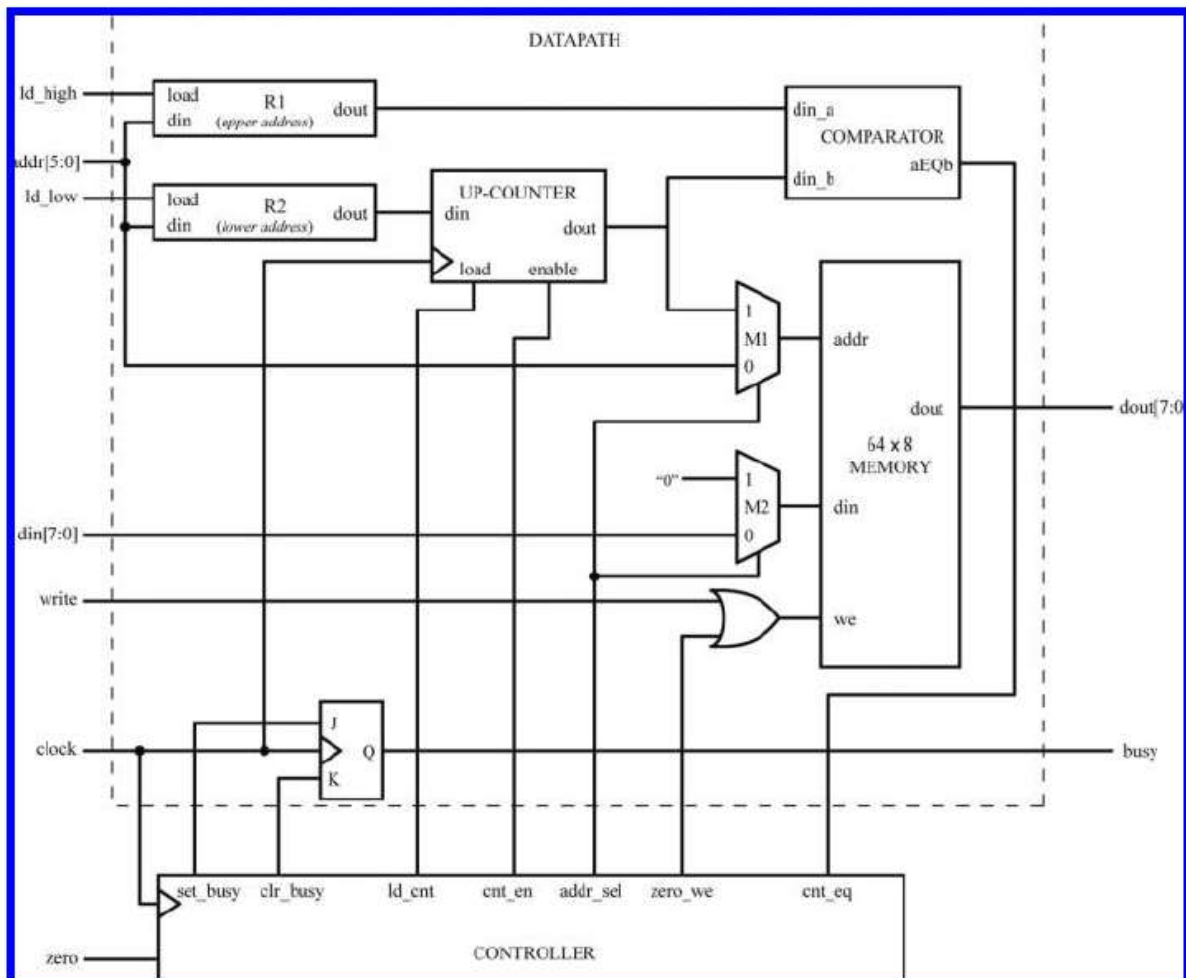 DATAPATH
ld_high
load
R1
dout
din
(upper address)
din_a
COMPARATOR
aEQb
din_b
addr[5:0]
ld_low
load
R2
dout
din
(lower address)
UP-COUNTER
din
dout
load enable
1
M1
0
addr
dout
dout[7:0
64 x 8
MEMORY
"0"
1
M2
0
din
din[7:0]
write
we
J
clock
Q
busy
K
set_busy clr_busy ld_cnt cnt_en addr_sel zero_we cnt_eq
zero
CONTROLLER